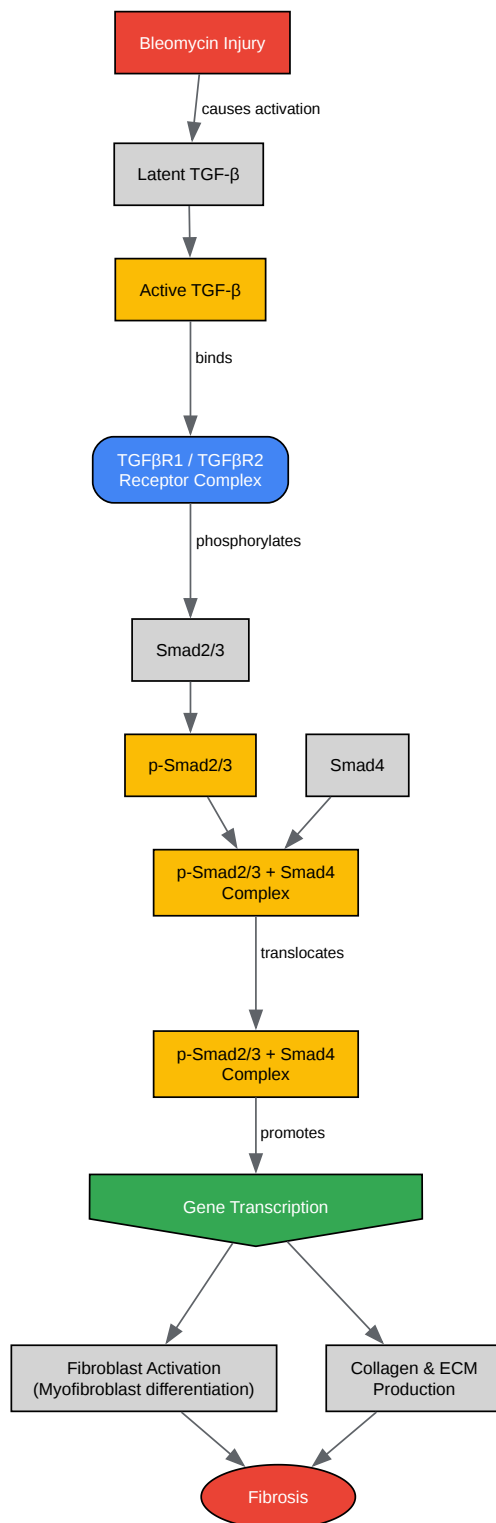 Bleomycin Injury
causes activation
Latent TGF-β
Active TGF-β
binds
TGFβR1 / TGFβR2
Receptor Complex
phosphorylates
Smad2/3
p-Smad2/3
Smad4
p-Smad2/3 + Smad4
Complex
translocates
p-Smad2/3 + Smad4
Complex
promotes
Gene Transcription
Fibroblast Activation
(Myofibroblast differentiation)
Collagen & ECM
Production
Fibrosis